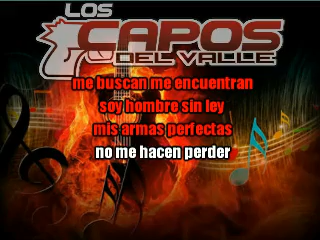 LOS
CAPOS
DEL VALLE
me buscan me encuentran
soy hombre sin ley
mis armas perfectas
no me hacen perder